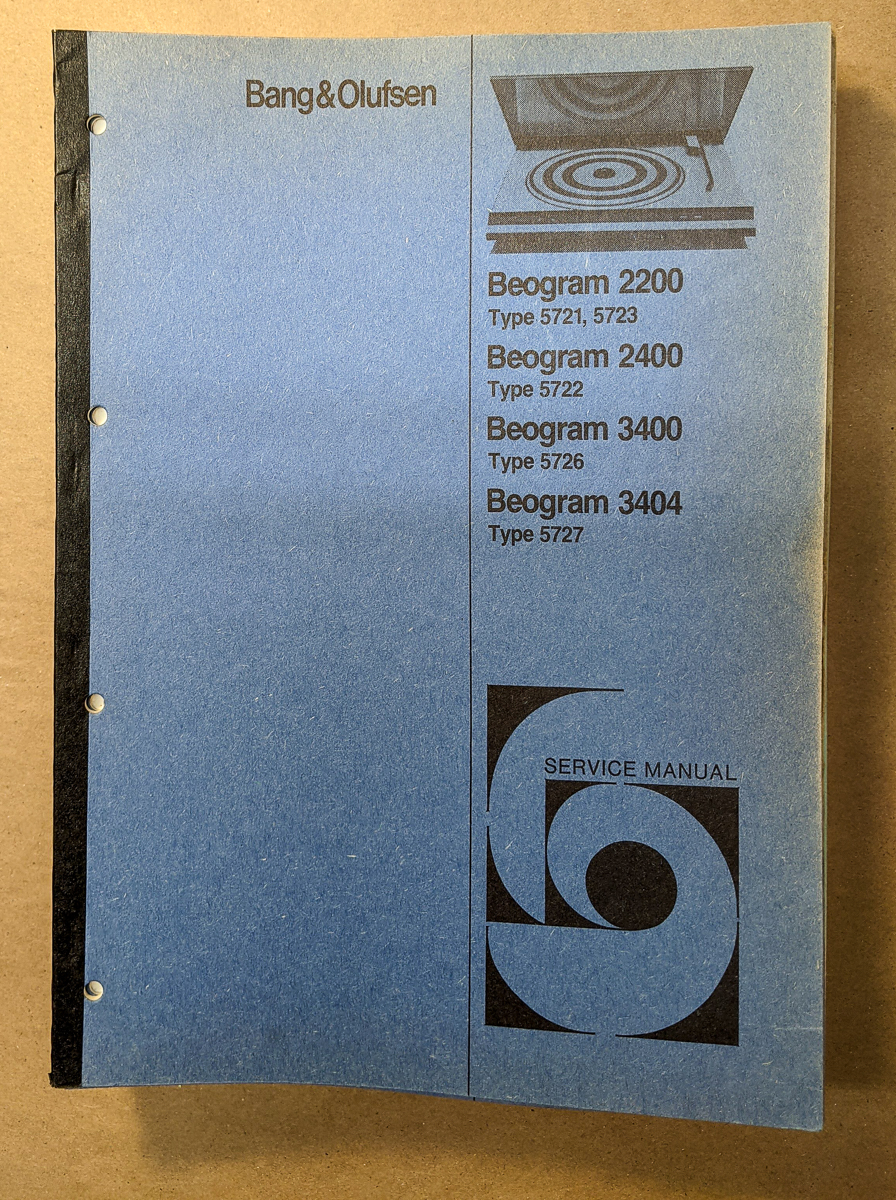 Bang&Olufsen
Beogram 2200
Type 5721, 5723
Beogram 2400
Type 5722
Beogram 3400
Type 5726
Beogram 3404
Type 5727
SERVICE MANUAL